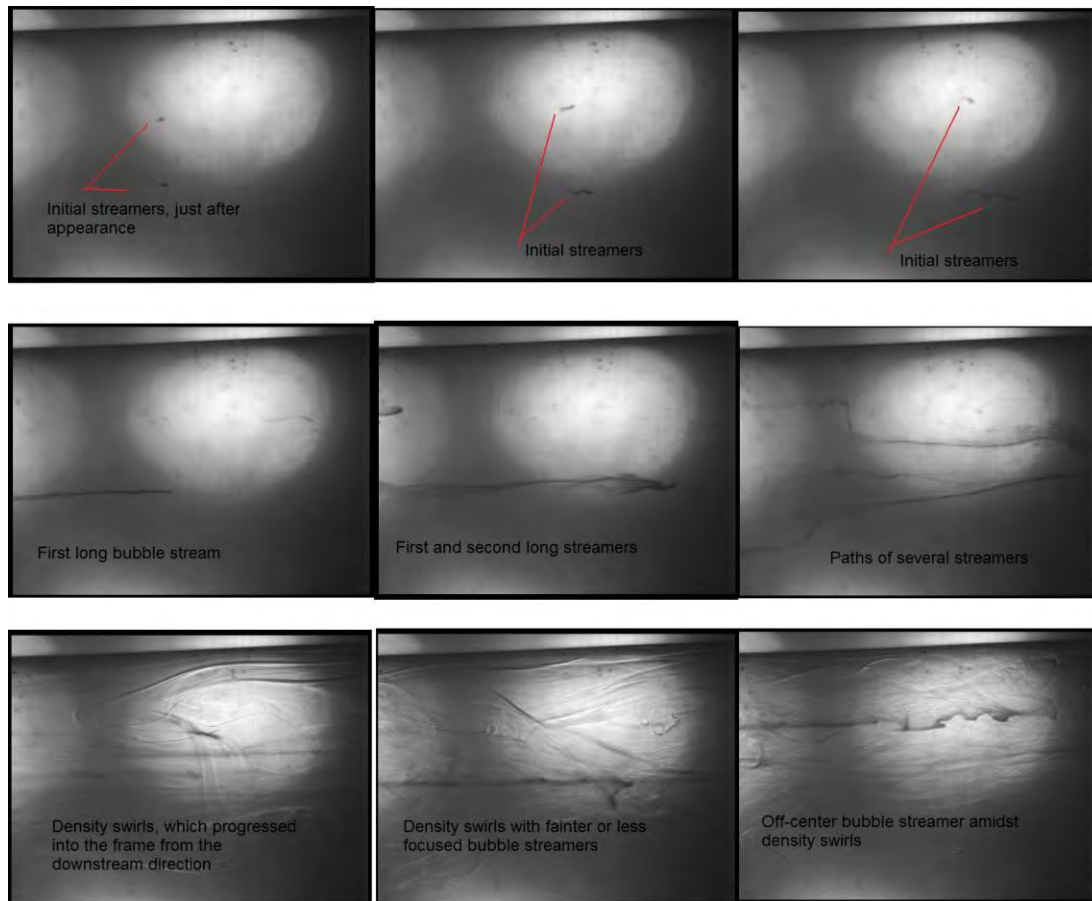 Initial streamers, just after
appearance
Initial streamers
Initial streamers
First long bubble stream
First and second long streamers
Paths of several streamers
Density swirls, which progressed
into the frame from the
downstream direction
Density swirls with fainter or less
focused bubble streamers
Off-center bubble streamer amidst
density swirls